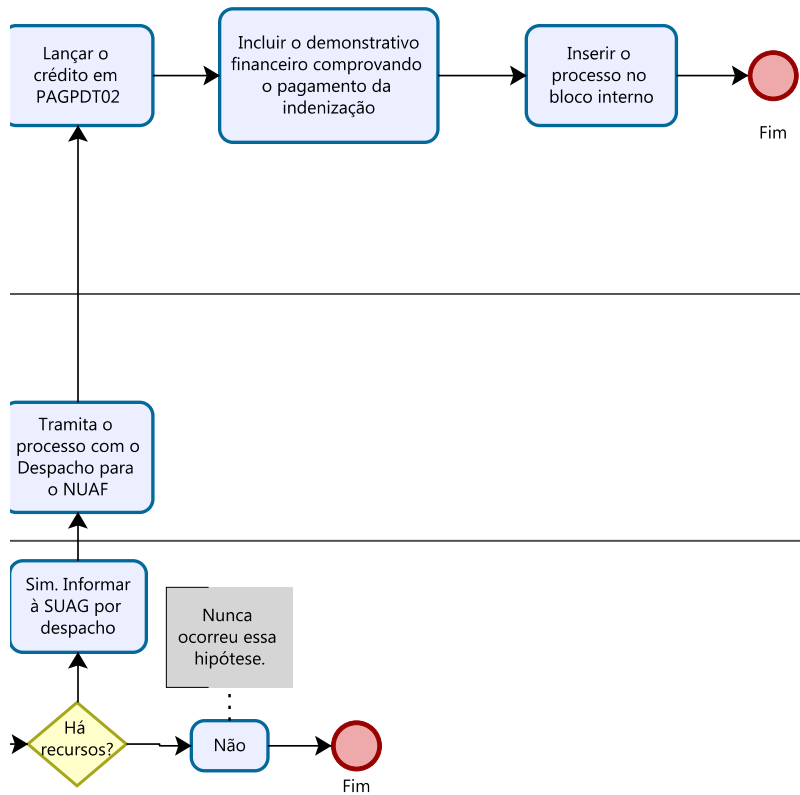 Lançar o
crédito em
PAGPDT02
Incluir o demonstrativo
financeiro comprovando
o pagamento da
indenização
Inserir o
processo no
bloco interno
Fim
Tramita o
processo com o
Despacho para
o NUAF
Sim. Informar
à SUAG por
despacho
Nunca
ocorreu essa
hipótese.
Há
recursos?
Não
Fim